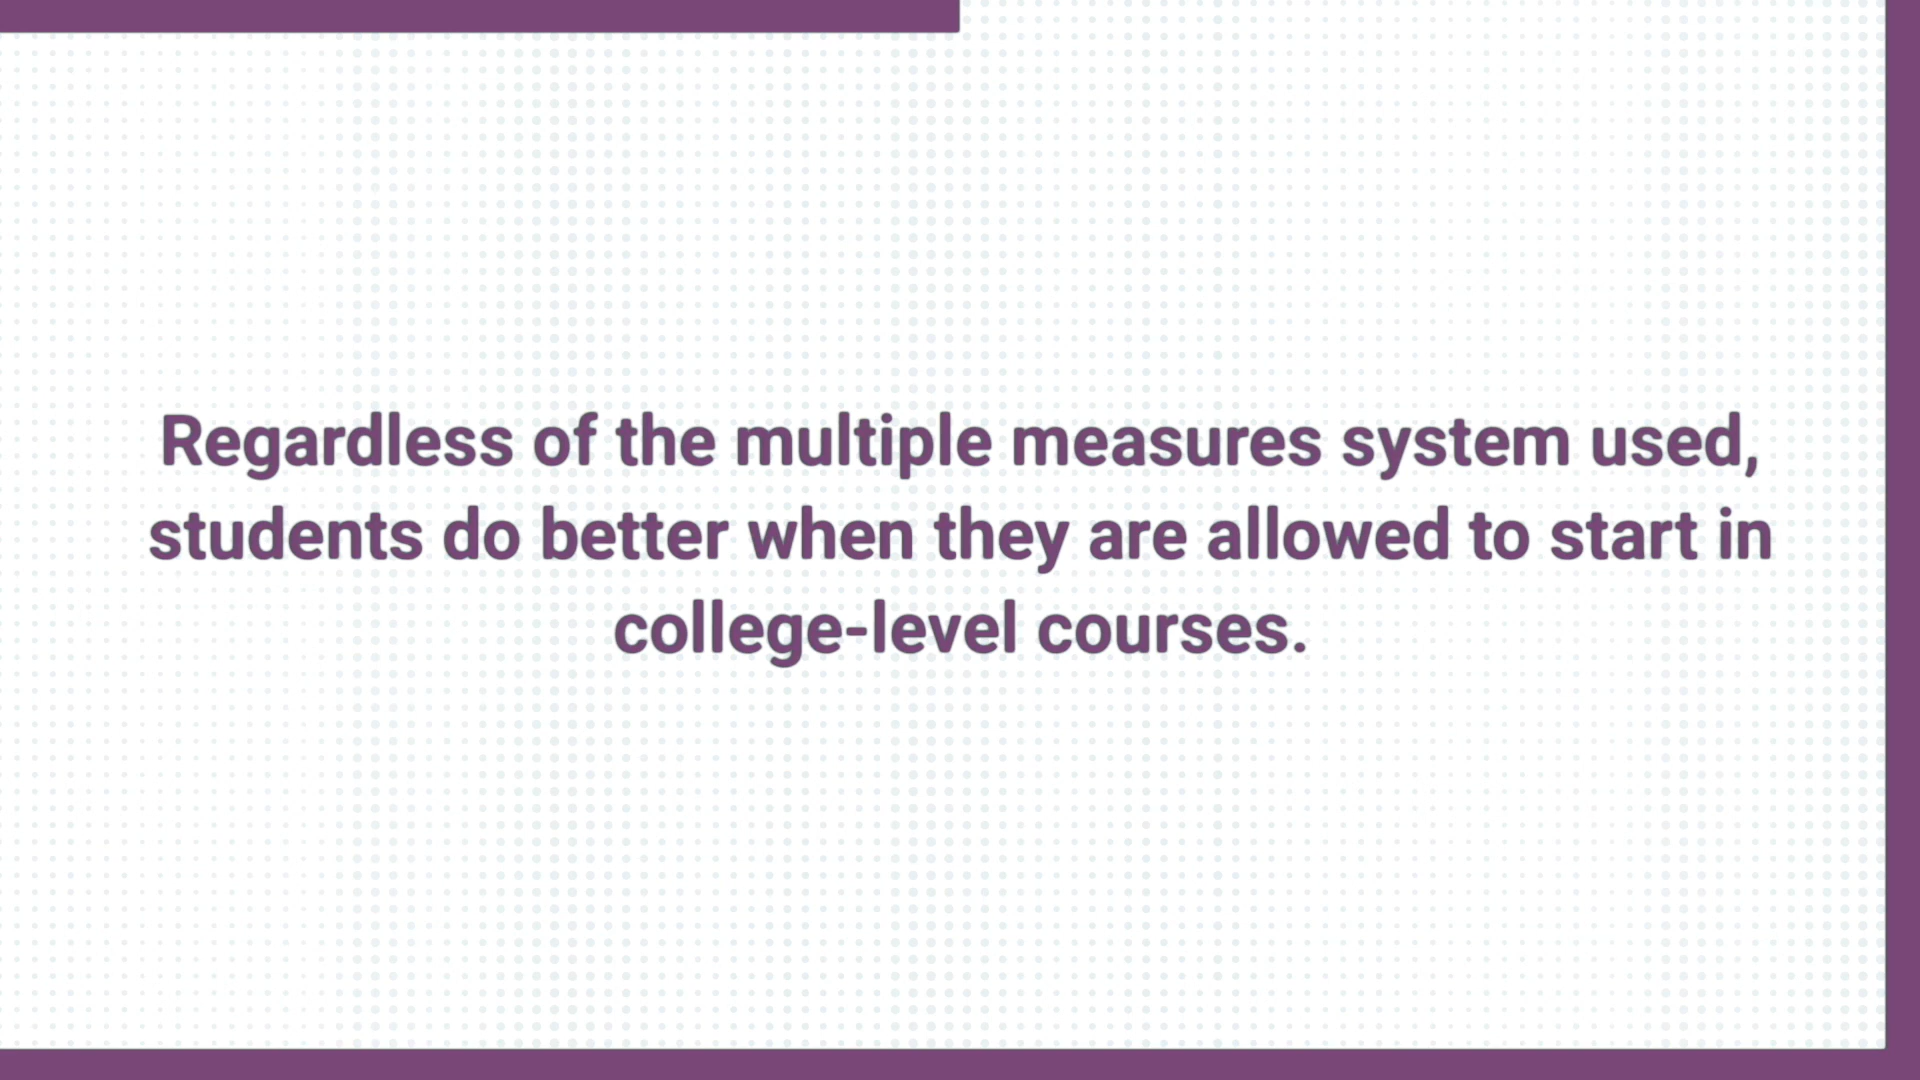 Regardless of the multiple measures system used,
students do better when they are allowed to start in
college-level courses.